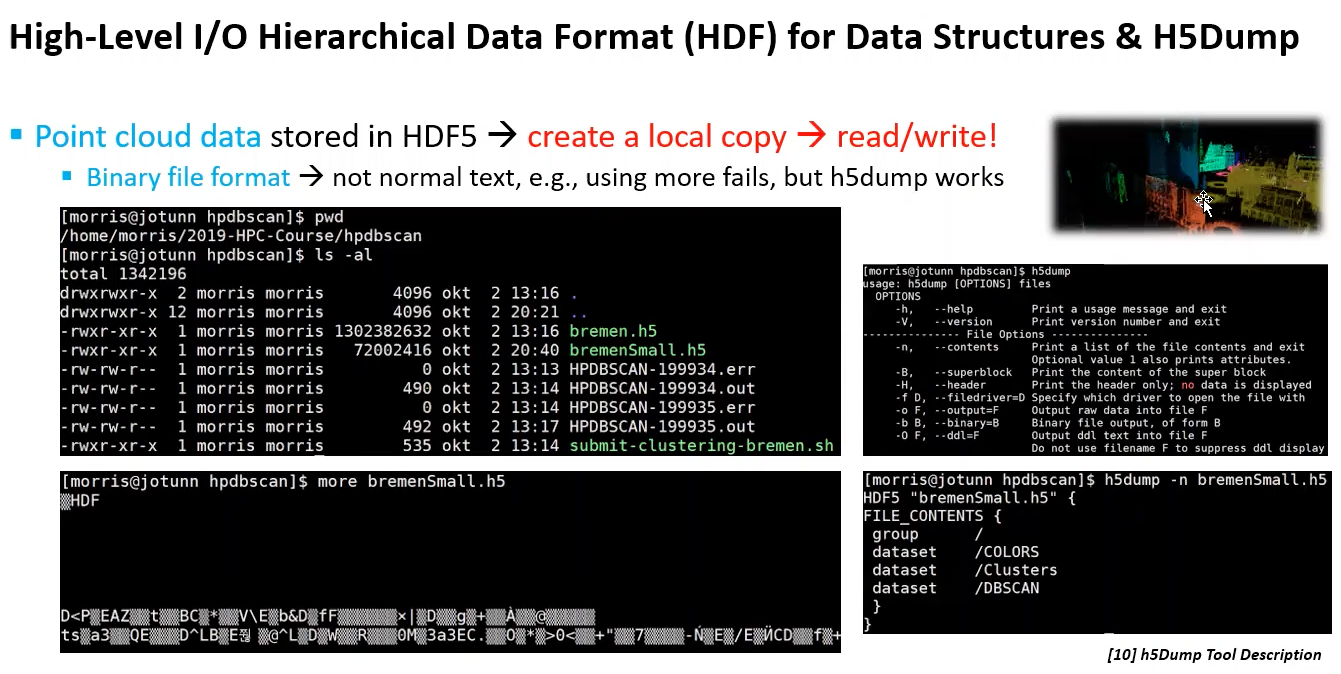 High-Level I/O Hierarchical Data Format (HDF) for Data Structures & H5Dump
Point cloud data stored in HDF5 → create a local copy → read/write!
Binary file format → not normal text, e.g., using more fails, but h5dump works
[morris@jotunn hpdbscan]$ pwd
/home/morris/2019-HPC-Course/hpdbscan
[morris@jotunn hpdbscan]$ ls -al
total 1342196
drwxrwxr-x 2 morris morris 4096 okt 2 13:16 .
drwxrwxr-x 12 morris morris 4096 okt 2 20:21 ..
-rwxr-xr-x 1 morris morris 1302382632 okt 2 13:16 bremen.h5
-rwxr-xr-x 1 morris morris 72002416 okt 2 20:40 bremenSmall.h5
-rw-rw-r-- 1 morris morris 0 okt 2 13:13 HPDBSCAN-199934.err
-rw-rw-r-- 1 morris morris 490 okt 2 13:14 HPDBSCAN-199934.out
-rw-rw-r-- 1 morris morris 0 okt 2 13:14 HPDBSCAN-199935.err
-rw-rw-r-- 1 morris morris 492 okt 2 13:17 HPDBSCAN-199935.out
-rwxr-xr-x 1 morris morris 535 okt 2 13:14 submit-clustering-bremen.sh
[morris@jotunn hpdbscan]$ more bremenSmall.h5
▒HDF
[morris@jotunn hpdbscan]$ h5dump
usage: h5dump [OPTIONS] files
OPTIONS
-h, --help Print a usage message and exit
-V, --version Print version number and exit
--------------- File Options ---------------
-n, --contents Print a list of the file contents and exit
Optional value 1 also prints attributes.
-B, --superblock Print the content of the super block
-H, --header Print the header only; no data is displayed
-f D, --filedriver=D Specify which driver to open the file with
-o F, --output=F Output raw data into file F
-b B, --binary=B Binary file output, of form B
-O F, --ddl=F Output ddl text into file F
Do not use filename F to suppress ddl display
[morris@jotunn hpdbscan]$ h5dump -n bremenSmall.h5
HDF5 "bremenSmall.h5" {
FILE_CONTENTS {
group /
dataset /COLORS
dataset /Clusters
dataset /DBSCAN
}
}
[10] h5Dump Tool Description